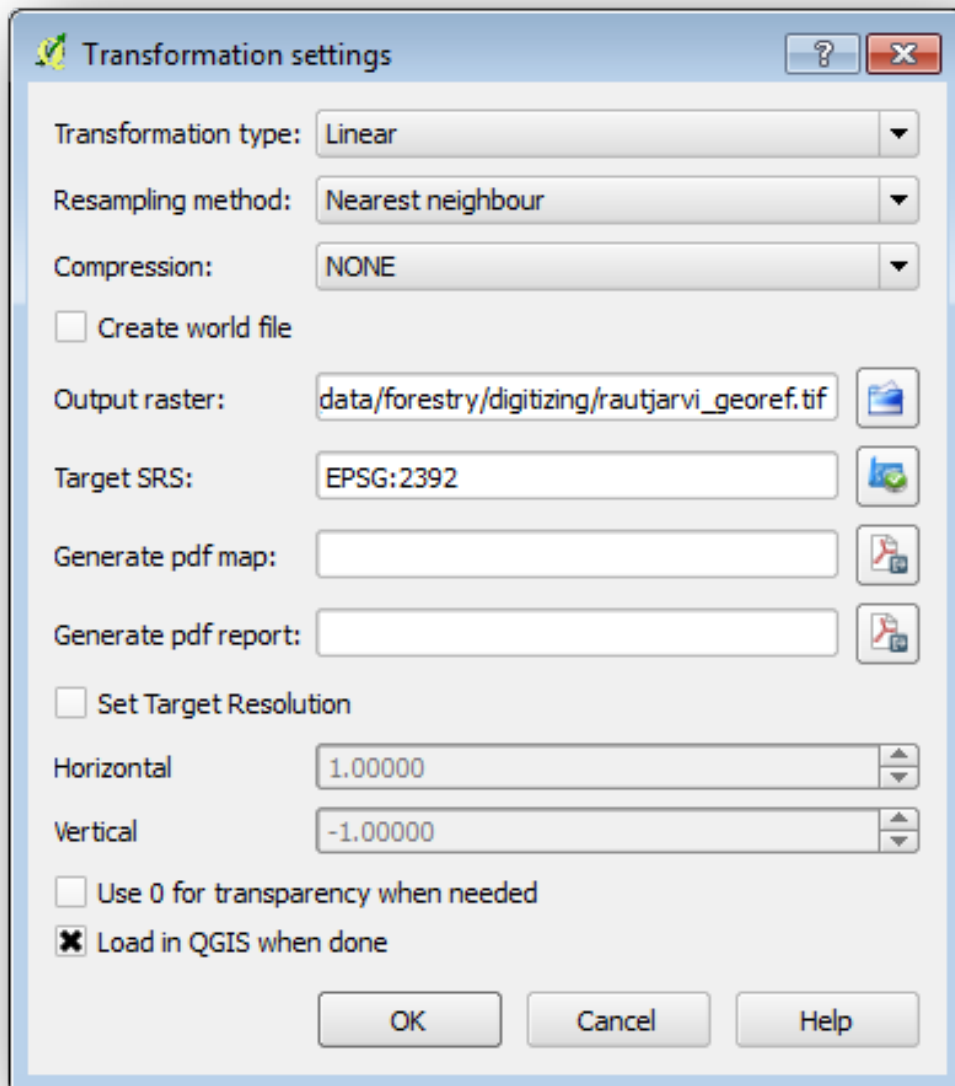 Transformation settings
Transformation type: Linear
Resampling method: Nearest neighbour
Compression: NONE
Create world file
Output raster: data/forestry/digitizing/rautjarvi_georef.tif
Target SRS: EPSG:2392
Generate pdf map:
Generate pdf report:
Set Target Resolution
Horizontal 1.00000
Vertical -1.00000
Use 0 for transparency when needed
Load in QGIS when done
OK Cancel Help